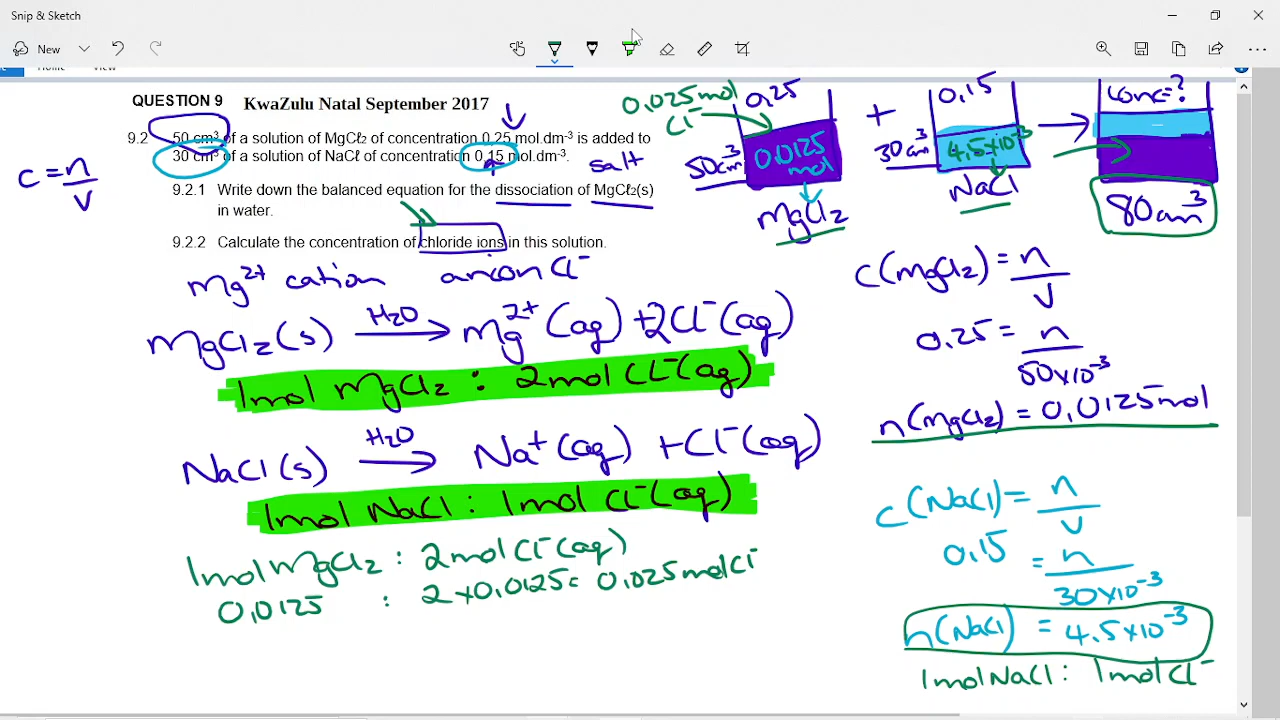 Snip & Sketch
New
QUESTION 9 KwaZulu Natal September 2017
9.2 50 cm³ of a solution of MgCℓ₂ of concentration 0.25 mol.dm⁻³ is added to
30 cm³ of a solution of NaCℓ of concentration 0.15 mol.dm⁻³.
9.2.1 Write down the balanced equation for the dissociation of MgCℓ₂(s)
in water.
9.2.2 Calculate the concentration of chloride ions in this solution.
c = n/v
salt
Mg²⁺ cation anion Cl⁻
MgCl₂(s) H₂O → Mg²⁺(aq) + 2Cl⁻(aq)
1mol MgCl₂ : 2mol Cl⁻(aq)
NaCl(s) H₂O → Na⁺(aq) + Cl⁻(aq)
1mol NaCl : 1mol Cl⁻(aq)
1mol MgCl₂ : 2mol Cl⁻(aq)
0,0125 : 2×0,0125 = 0,025mol Cl⁻
0,025mol
Cl⁻
0,25
50cm³
0,0125
mol
MgCl₂
+
0,15
30cm³
4.5×10⁻³
NaCl
→
conc?
80cm³
c(MgCl₂) = n/v
0,25 = n/50×10⁻³
n(MgCl₂) = 0,0125mol
c(NaCl) = n/v
0,15 = n/30×10⁻³
n(NaCl) = 4.5×10⁻³
1mol NaCl : 1mol Cl⁻